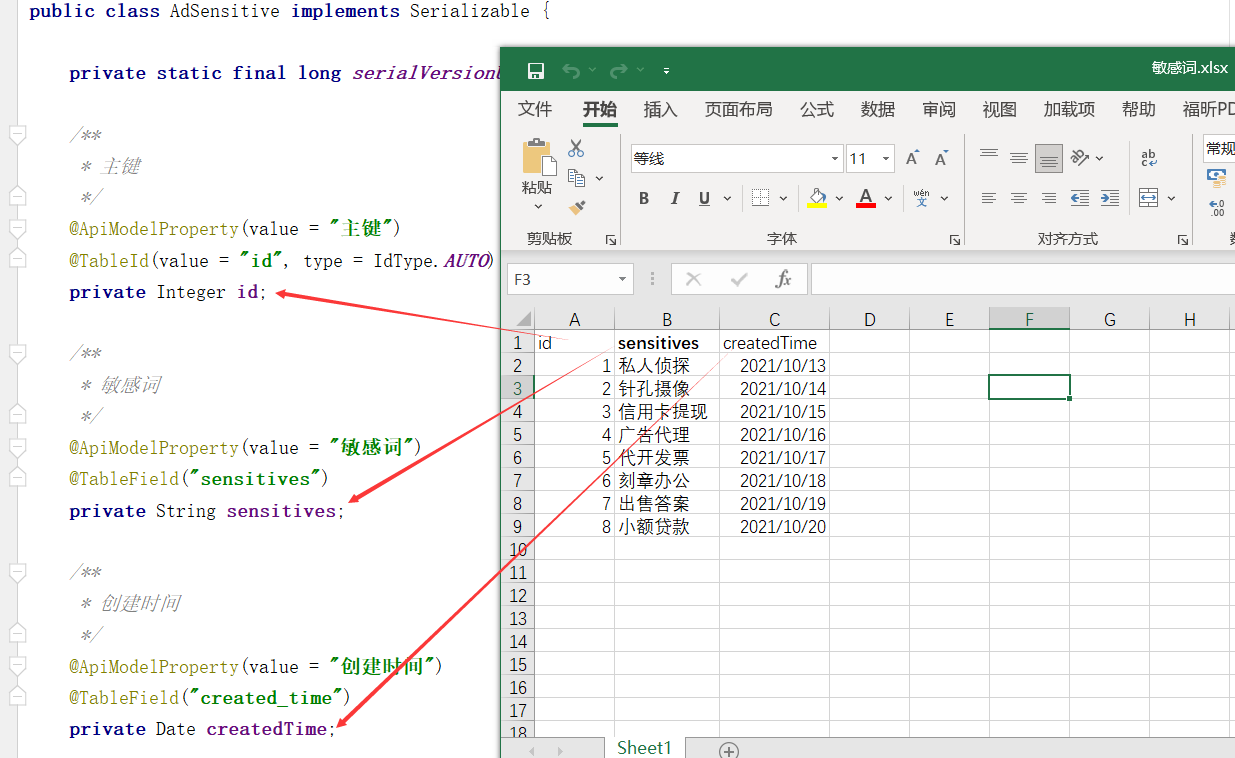 public class AdSensitive implements Serializable {
private static final long
/**
* 主键
*/
@ApiModelProperty(value = "主键")
@TableId(value = "id", type = IdType.AUTO)
private Integer id;
/**
* 敏感词
*/
@ApiModelProperty(value = "敏感词")
@TableField("sensitives")
private String sensitives;
/**
* 创建时间
*/
@ApiModelProperty(value = "创建时间")
@TableField("created_time")
private Date createdTime;
敏感词.xlsx
文件 开始 插入 页面布局 公式 数据 审阅 视图 加载项 帮助 福昕PD
等线 11 A A ab c 常规
粘贴 B I U A wén 文 .00
剪贴板 字体 对齐方式
F3 fx
A B C D E F G H
1 id sensitives createdTime
2 1 私人侦探 2021/10/13
3 2 针孔摄像 2021/10/14
4 3 信用卡提现 2021/10/15
5 4 广告代理 2021/10/16
6 5 代开发票 2021/10/17
7 6 刻章办公 2021/10/18
8 7 出售答案 2021/10/19
9 8 小额贷款 2021/10/20
10
11
12
13
14
15
16
17
18
Sheet1